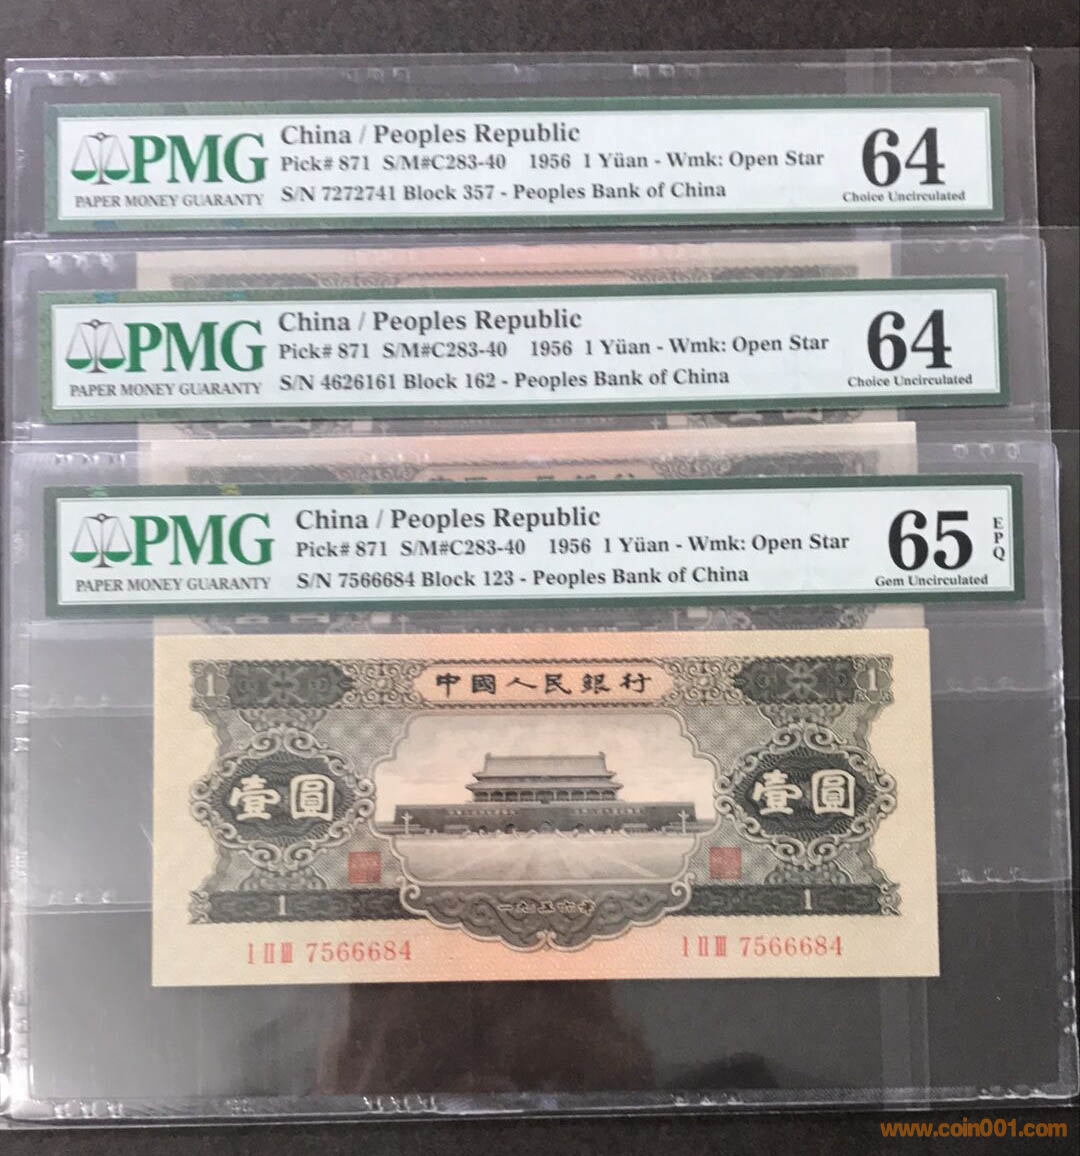 PMG
PAPER MONEY GUARANTY
China / Peoples Republic
Pick# 871 S/M#C283-40 1956 1 Yüan - Wmk: Open Star
S/N 7272741 Block 357 - Peoples Bank of China
64
Choice Uncirculated
PMG
PAPER MONEY GUARANTY
China / Peoples Republic
Pick# 871 S/M#C283-40 1956 1 Yüan - Wmk: Open Star
S/N 4626161 Block 162 - Peoples Bank of China
64
Choice Uncirculated
PMG
PAPER MONEY GUARANTY
China / Peoples Republic
Pick# 871 S/M#C283-40 1956 1 Yüan - Wmk: Open Star
S/N 7566684 Block 123 - Peoples Bank of China
65 EPQ
Gem Uncirculated
1 中國人民銀行 1
壹圓 壹圓
1 一九五六年 1
I II III 7566684 I II III 7566684
www.coin001.com